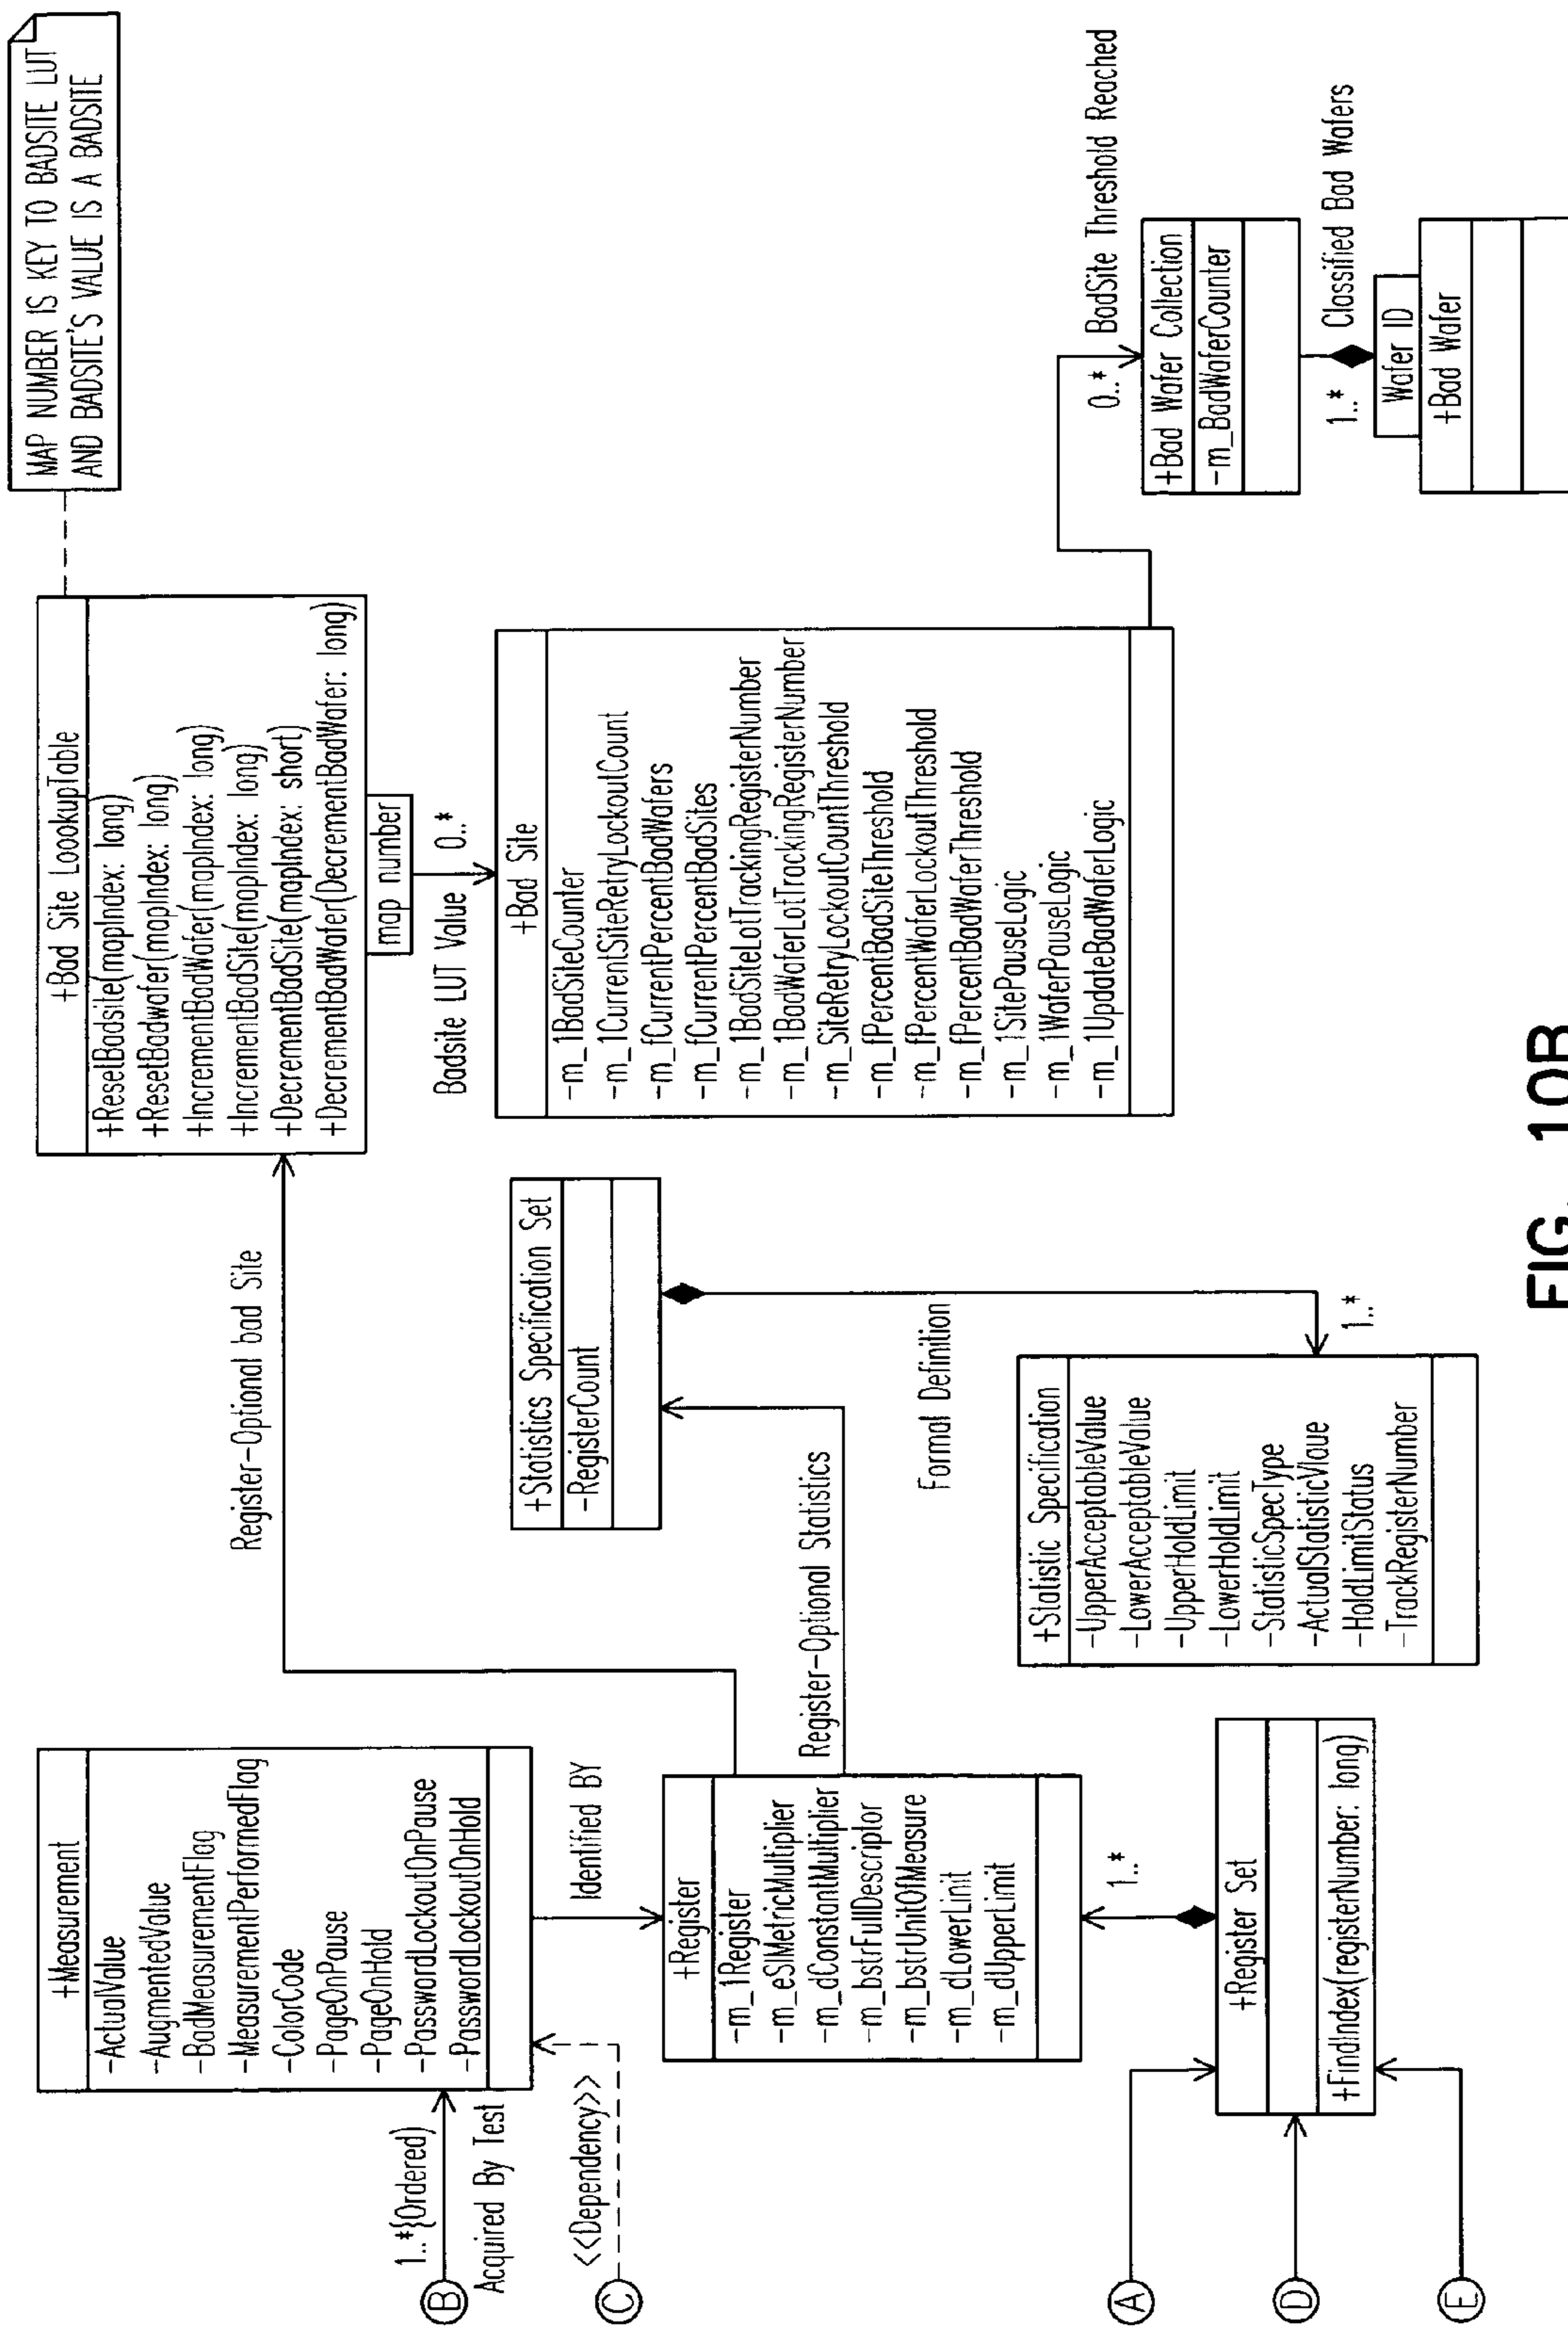 MAP NUMBER IS KEY TO BADSITE LUT
AND BADSITE'S VALUE IS A BADSITE
+Measurement
-ActualValue
-AugmentedValue
-BadMeasurementFlag
-MeasurementPerformedFlag
-ColorCode
-PageOnPause
-PageOnHold
-PasswordLockoutOnPause
-PasswordLockoutOnHold
1..*{Ordered)
B
Acquired By Test
<<Dependency>>
C
Identified BY
Register-Optional bad Site
+Bad Site LoookupTable
+ResetBadsite(mapIndex: long)
+ResetBadwafer(mapIndex: long)
+IncrementBadWafer(mapIndex: long)
+IncrementBadSite(mapIndex: long)
+DecrementBadSite(mapIndex: short)
+DecrementBadWafer(DecrementBadWafer: long)
map number
Badsite LUT Value 0..*
+Bad Site
-m_1BadSiteCounter
-m_1CurrentSiteRetryLockoutCount
-m_fCurrentPercentBadWafers
-m_fCurrentPercentBadSites
-m_1BadSiteLotTrackingRegisterNumber
-m_1BadWaferLotTrackingRegisterNumber
-m_SiteRetryLockoutCountThreshold
-m_fPercentBadSiteThreshold
-m_fPercentWaferLockoutThreshold
-m_fPercentBadWaferThreshold
-m_1SitePauseLogic
-m_1WaferPauseLogic
-m_1UpdateBadWaferLogic
+Statistics Specification Set
-RegisterCount
+Register
-m_1Register
-m_eSIMetricMultiplier
-m_dConstantMultiplier
-m_bstrFullDescriptor
-m_bstrUnitOfMeasure
-m_dLowerLinit
-m_dUpperLimit
Register-Optional Statistics
Formal Definition
1..*
+Statistic Specification
-UpperAcceptableValue
-LowerAcceptableValue
-UpperHoldLimit
-LowerHoldLimit
-StatisticSpecType
-ActualStatisticVlaue
-HoldLimitStatus
-TrackRegisterNumber
0..* BadSite Threshold Reached
+Bad Wafer Collection
-m_BadWaferCounter
1..* Classified Bad Wafers
Wafer ID
+Bad Wafer
1..*
+Register Set
+FindIndex(registerNumber: long)
A
D
E
FIG. 10B